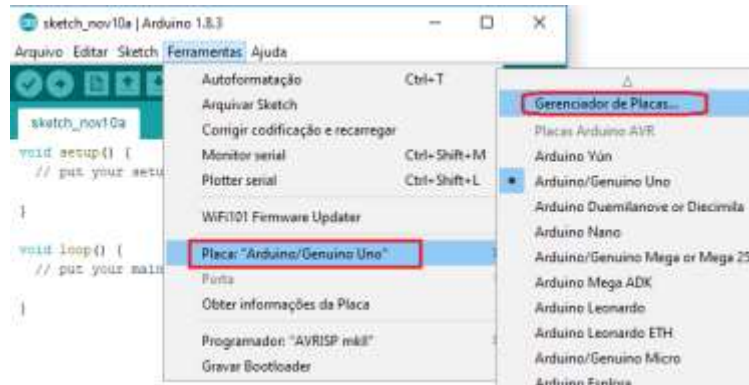 sketch_nov10a | Arduino 1.8.3
Arquivo Editar Sketch Ferramentas Ajuda
sketch_nov10a
void setup() {
// put your setu
}
void loop() {
// put your main
}
Autoformatação Ctrl+T
Arquivar Sketch
Corrigir codificação e recarregar
Monitor serial Ctrl+Shift+M
Plotter serial Ctrl+Shift+L
WiFi101 Firmware Updater
Placa: "Arduino/Genuino Uno"
Porta
Obter informações da Placa
Programador: "AVRISP mkII"
Gravar Bootloader
Gerenciador de Placas...
Placas Arduino AVR
Arduino Yún
Arduino/Genuino Uno
Arduino Duemilanove or Diecimila
Arduino Nano
Arduino/Genuino Mega or Mega 25
Arduino Mega ADK
Arduino Leonardo
Arduino Leonardo ETH
Arduino/Genuino Micro
Arduino Esplora